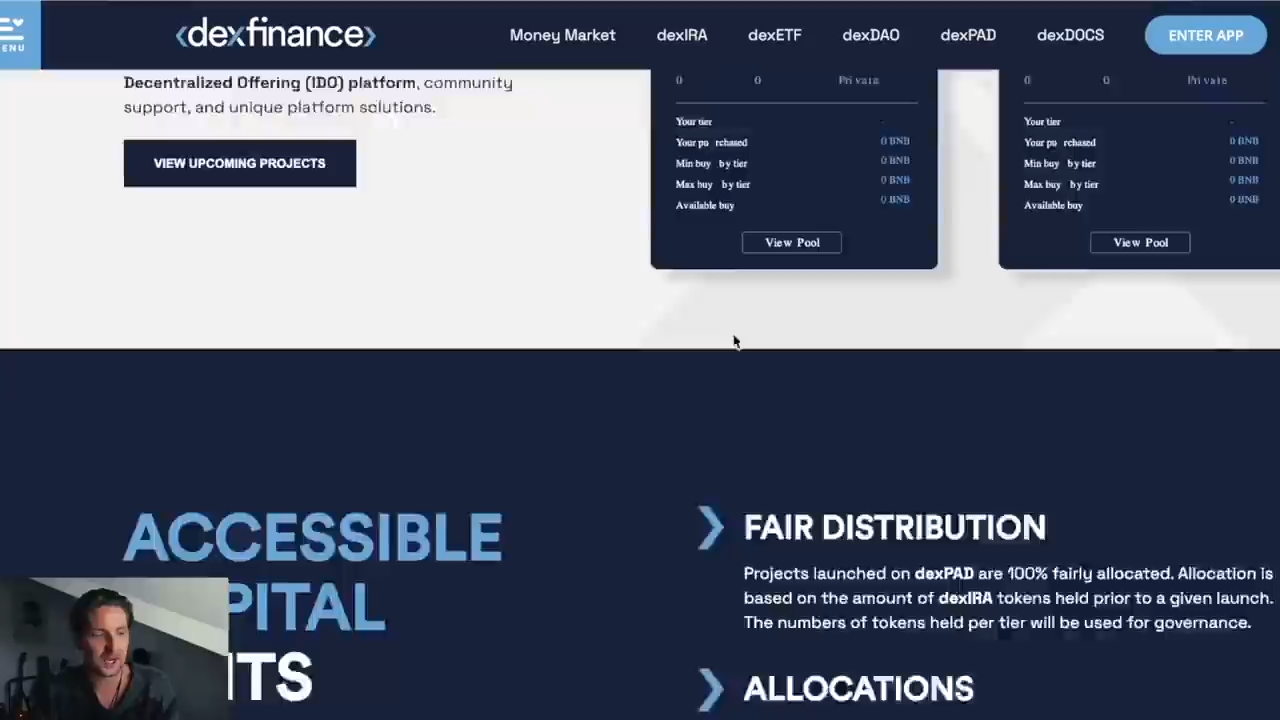 ENU
‹dexfinance›
Money Market
dexIRA
dexETF
dexDAO
dexPAD
dexDOCS
ENTER APP
Decentralized Offering (IDO) platform, community
support, and unique platform solutions.
VIEW UPCOMING PROJECTS
0 0 Private
Your tier -
Your pu rchased 0 BNB
Min buy by tier 0 BNB
Max buy by tier 0 BNB
Available buy 0 BNB
View Pool
0 0 Private
Your tier -
Your pu rchased 0 BNB
Min buy by tier 0 BNB
Max buy by tier 0 BNB
Available buy 0 BNB
View Pool
ACCESSIBLE
PITAL
ITS
FAIR DISTRIBUTION
Projects launched on dexPAD are 100% fairly allocated. Allocation is
based on the amount of dexIRA tokens held prior to a given launch.
The numbers of tokens held per tier will be used for governance.
ALLOCATIONS